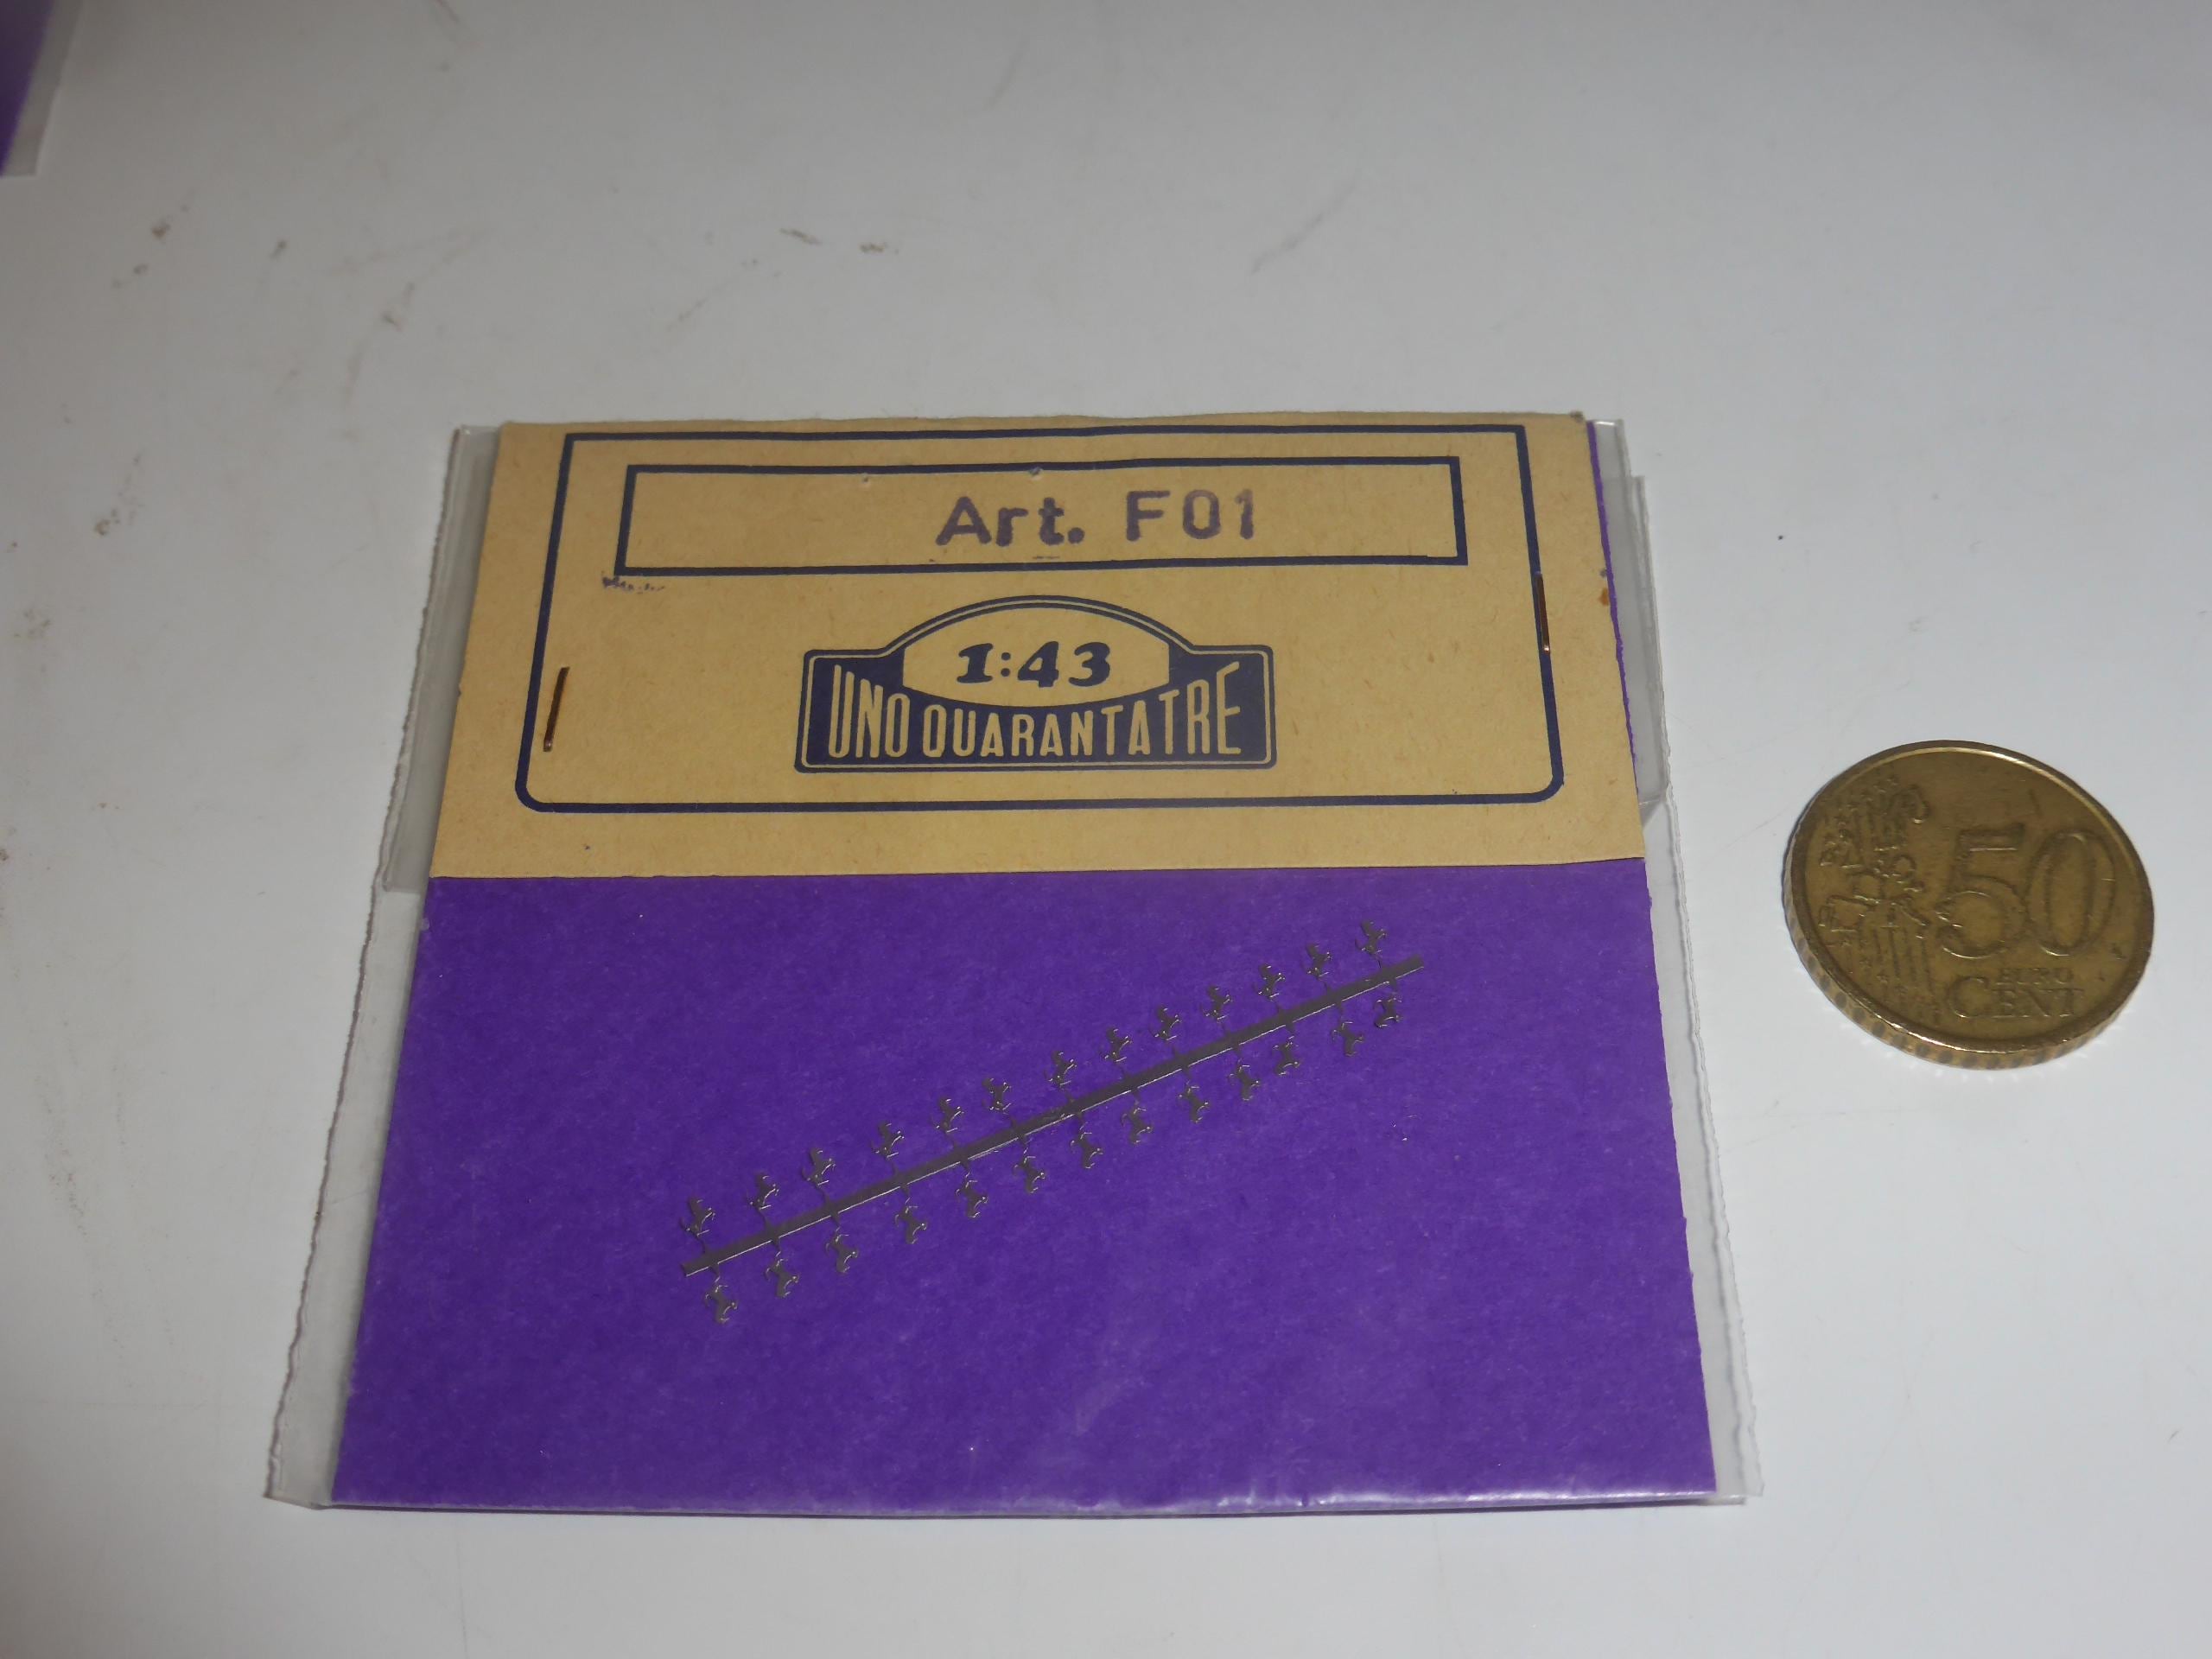 Art. F01
1:43
UNO QUARANTATRE
50
EURO
CENT